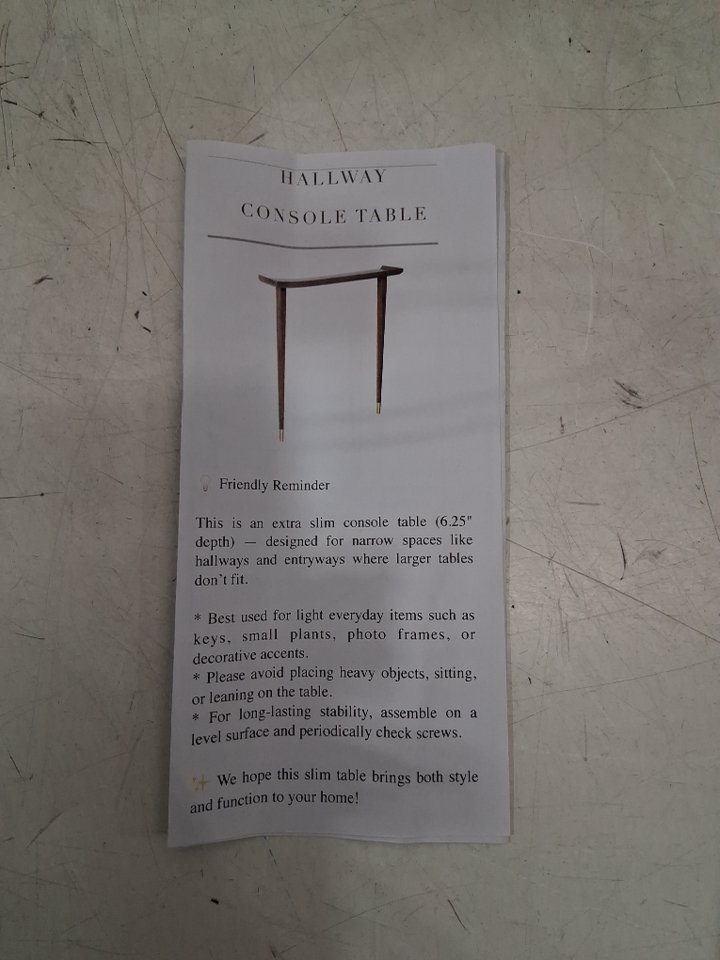 HALLWAY
CONSOLE TABLE
💡 Friendly Reminder
This is an extra slim console table (6.25"
depth) — designed for narrow spaces like
hallways and entryways where larger tables
don't fit.
* Best used for light everyday items such as
keys, small plants, photo frames, or
decorative accents.
* Please avoid placing heavy objects, sitting,
or leaning on the table.
* For long-lasting stability, assemble on a
level surface and periodically check screws.
✨ We hope this slim table brings both style
and function to your home!